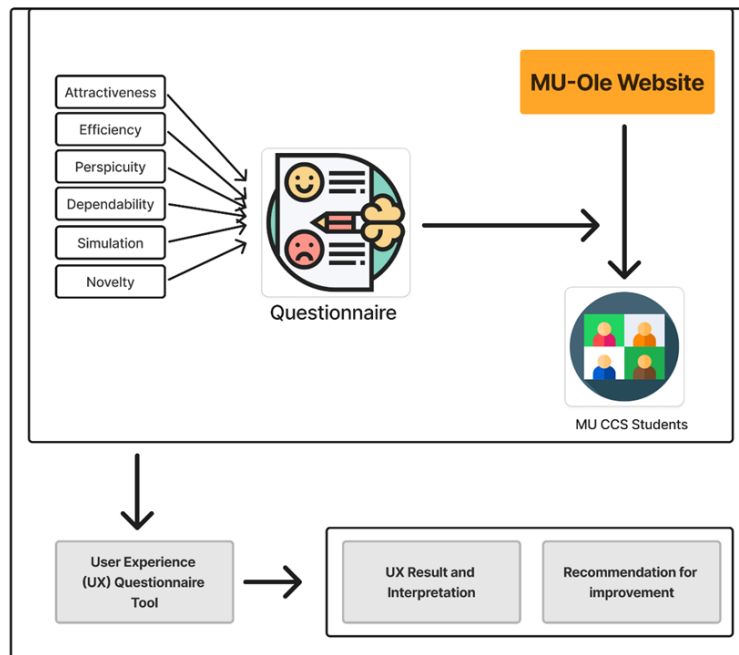 Attractiveness
Efficiency
Perspicuity
Dependability
Simulation
Novelty
Questionnaire
MU-Ole Website
MU CCS Students
User Experience
(UX) Questionnaire
Tool
UX Result and
Interpretation
Recommendation for
improvement